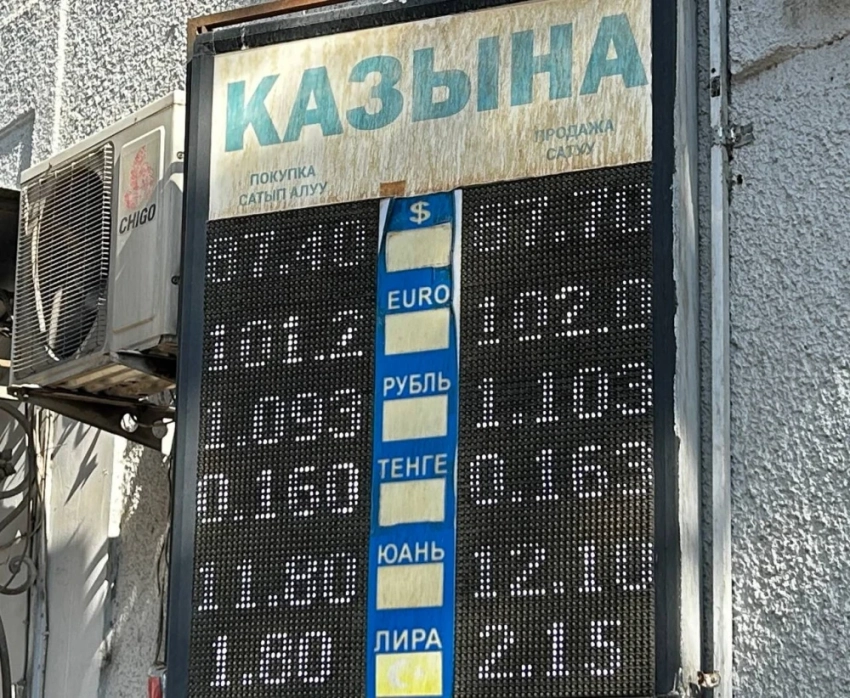 КАЗЫНА
ПОКУПКА ПРОДАЖА
САТЫП АЛУУ САТУУ
87.40 $ 87.70
101.2 EURO 102.0
1.093 РУБЛЬ 1.103
0.160 ТЕНГЕ 0.163
11.80 ЮАНЬ 12.10
1.80 ЛИРА 2.15
CHIGO